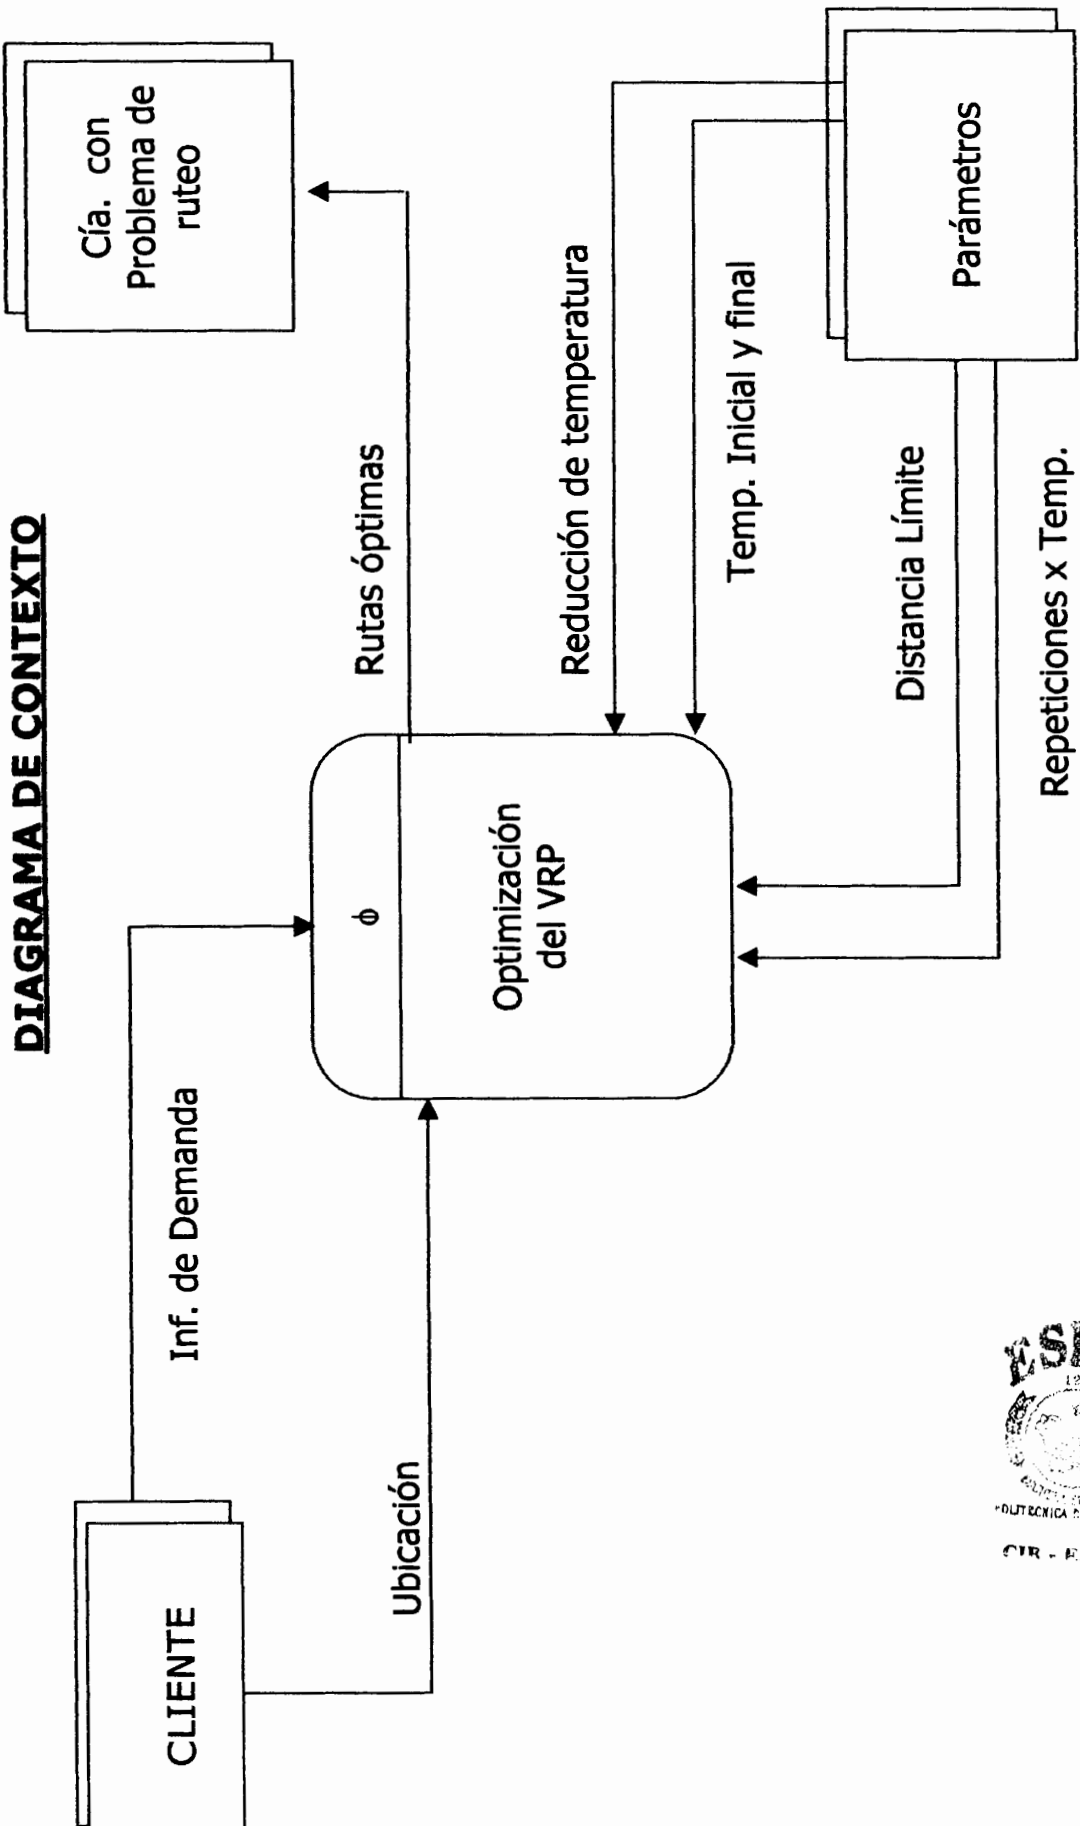 DIAGRAMA DE CONTEXTO
CLIENTE
Inf. de Demanda
Ubicación
ϕ
Optimización
del VRP
Rutas óptimas
Cía. con
Problema de
ruteo
Reducción de temperatura
Temp. Inicial y final
Distancia Límite
Repeticiones x Temp.
Parámetros
POLITECNICA